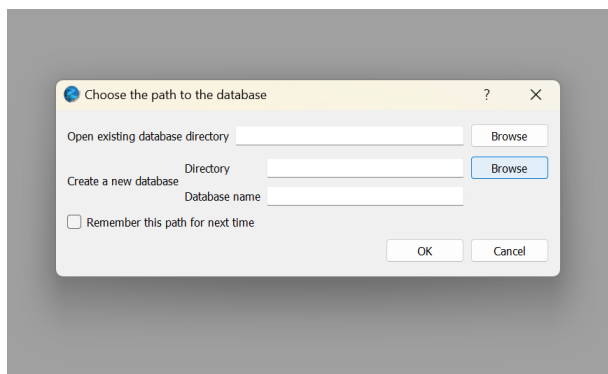 Choose the path to the database
Open existing database directory Browse
Directory Browse
Create a new database
Database name
Remember this path for next time
OK Cancel